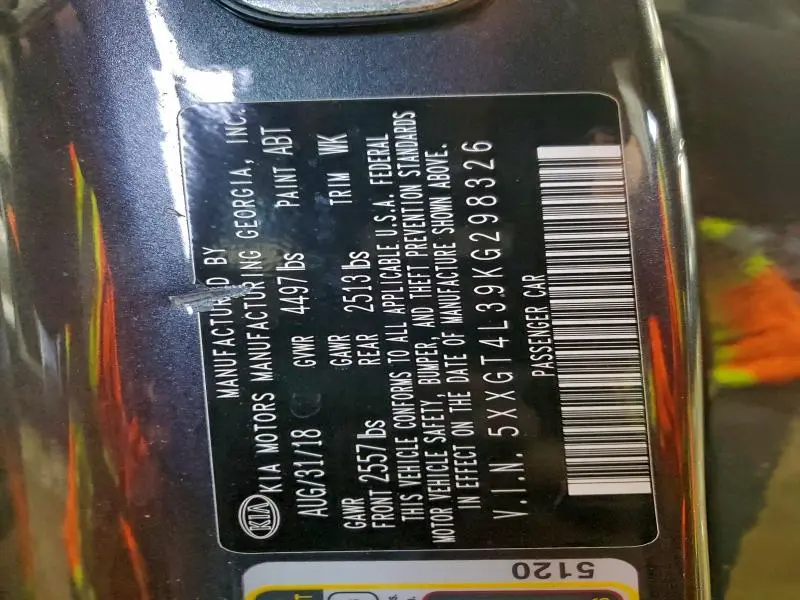 MANUFACTURED BY
KIA KIA MOTORS MANUFACTURING GEORGIA, INC.
AUG/31/18 GVWR 4497 lbs PAINT ABT
GAWR FRONT 2557 lbs GAWR REAR 2513 lbs TRIM WK
THIS VEHICLE CONFORMS TO ALL APPLICABLE U.S.A. FEDERAL
MOTOR VEHICLE SAFETY, BUMPER, AND THEFT PREVENTION STANDARDS
IN EFFECT ON THE DATE OF MANUFACTURE SHOWN ABOVE.
V.I.N. 5XXGT4L39KG298326
PASSENGER CAR
5120